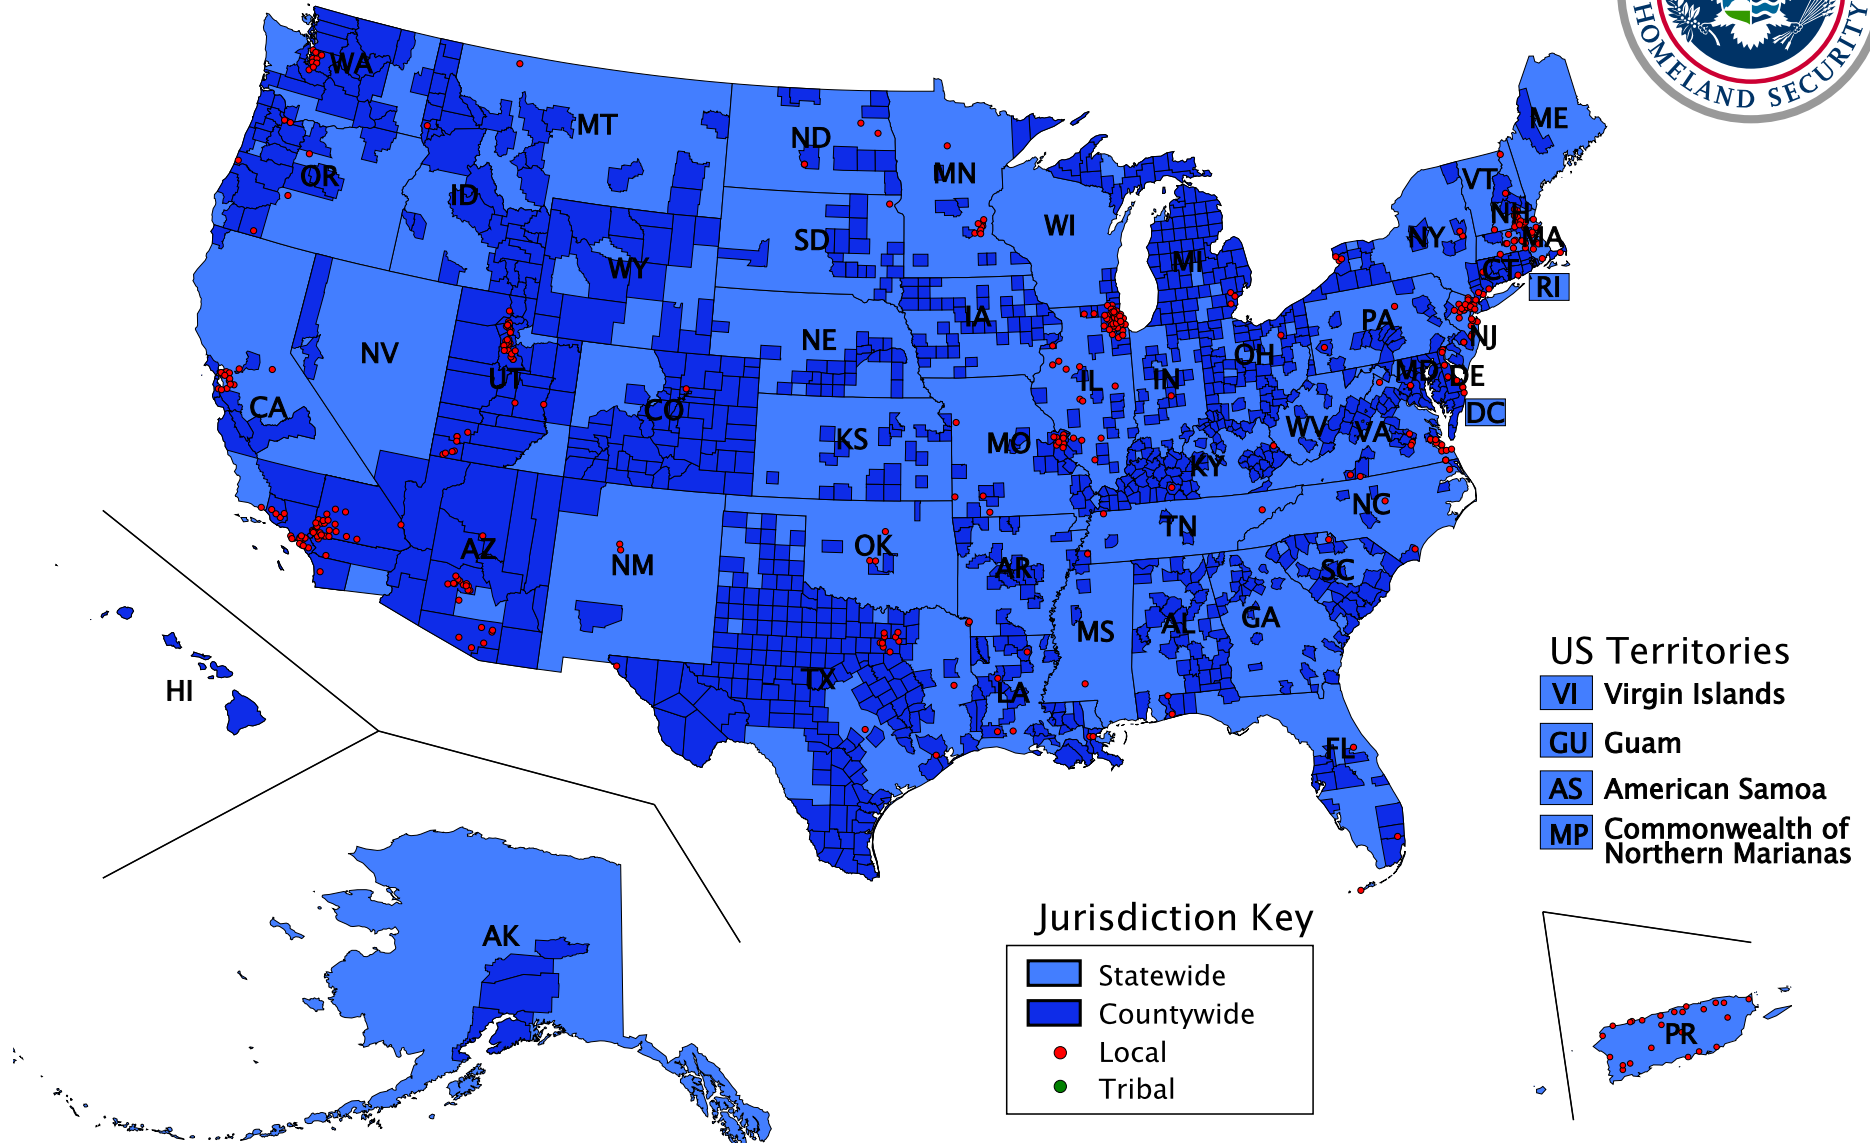 HOMELAND SECURITY
WA
MT
ND
MN
ME
OR
ID
WI
VT
NH
NY
MA
SD
MI
WY
CT
RI
IA
PA
NE
NJ
NV
OH
UT
IL
IN
MD
DE
CA
CO
DC
KS
MO
WV
VA
KY
NC
TN
AZ
OK
NM
AR
SC
GA
MS
AL
TX
LA
HI
FL
AK
PR
US Territories
VI Virgin Islands
GU Guam
AS American Samoa
MP Commonwealth of
Northern Marianas
Jurisdiction Key
Statewide
Countywide
Local
Tribal